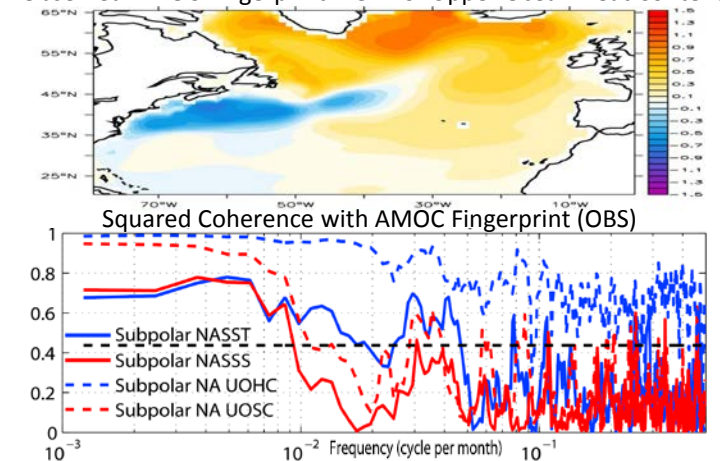 65°N
55°N
45°N
35°N
25°N
70°W 50°W 30°W 10°W
1.5
1.3
1.1
0.9
0.7
0.5
0.3
0.1
-0.1
-0.3
-0.5
-0.7
-0.9
-1.1
-1.3
-1.5
Squared Coherence with AMOC Fingerprint (OBS)
1
0.8
0.6
0.4
0.2
0
Subpolar NASST
Subpolar NASSS
Subpolar NA UOHC
Subpolar NA UOSC
10⁻³ 10⁻² Frequency (cycle per month) 10⁻¹